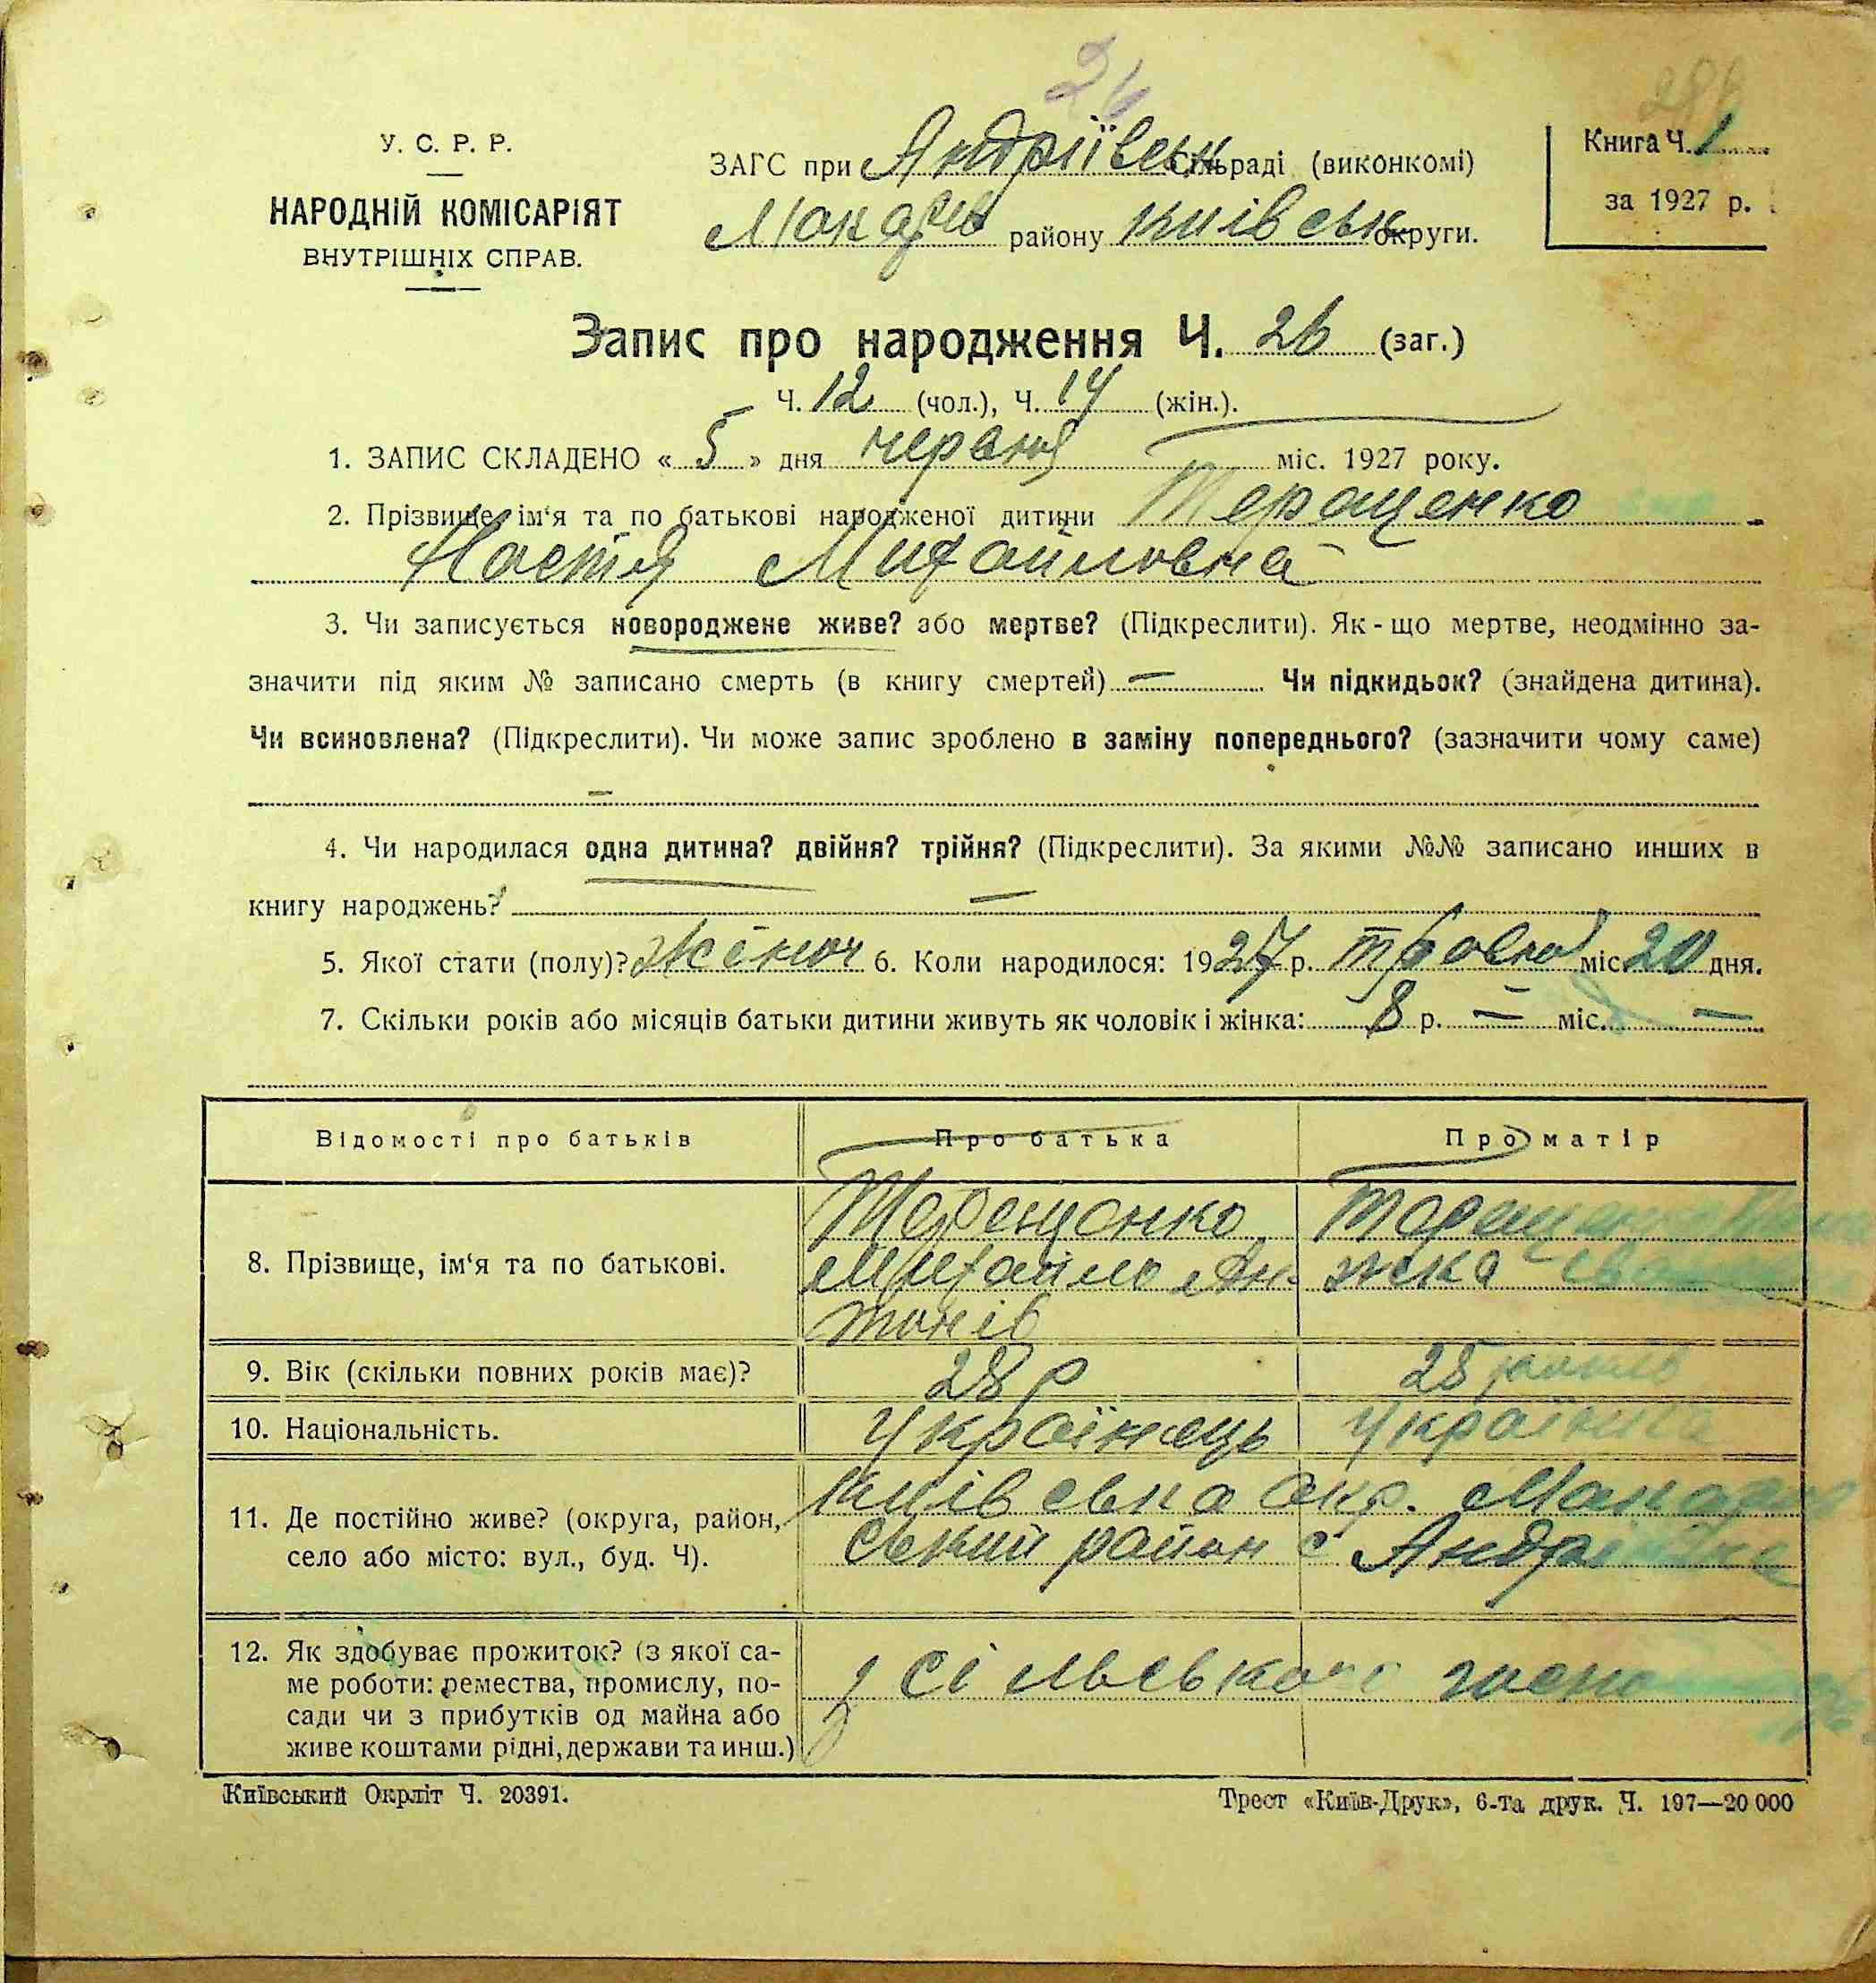 26
У. С. Р. Р.
НАРОДНІЙ КОМІСАРІЯТ
ВНУТРІШНІХ СПРАВ.
ЗАГС при Андріївськ Сільраді (виконкомі)
Макарів району Київськ округи.
Книга Ч. 1
за 1927 р.
Запис про народження Ч. 26 (заг.)
Ч. 12 (чол.), Ч. 14 (жін.).
1. ЗАПИС СКЛАДЕНО « 5 » дня червня міс. 1927 року.
2. Прізвище, ім'я та по батькові народженої дитини Терещенко
Настя Михайловна
3. Чи записується новороджене живе? або мертве? (Підкреслити). Як-що мертве, неодмінно за-
значити під яким № записано смерть (в книгу смертей) — Чи підкидьок? (знайдена дитина).
Чи всиновлена? (Підкреслити). Чи може запис зроблено в заміну попереднього? (зазначити чому саме)
—
4. Чи народилася одна дитина? двійня? трійня? (Підкреслити). За якими №№ записано инших в
книгу народжень? —
5. Якої стати (полу)? жіноч 6. Коли народилося: 1927 р. травня міс. 20 дня.
7. Скільки років або місяців батьки дитини живуть як чоловік і жінка: 8 р. — міс. —
Відомості про батьків Про батька Про матір
8. Прізвище, ім'я та по батькові.
Терещенко
Михайло Ан-
тонів
9. Вік (скільки повних років має)? 28 р 25
10. Національність. Українець Українка
11. Де постійно живе? (округа, район,
село або місто: вул., буд. Ч).
Київська окр. Макарів
ський район с Андріївка
12. Як здобуває прожиток? (з якої са-
ме роботи: ремества, промислу, по-
сади чи з прибутків од майна або
живе коштами рідні, держави та инш.)
з сільського
Київський Окрліт Ч. 20391.
Трест «Київ-Друк», 6-та друк. Ч. 197—20 000